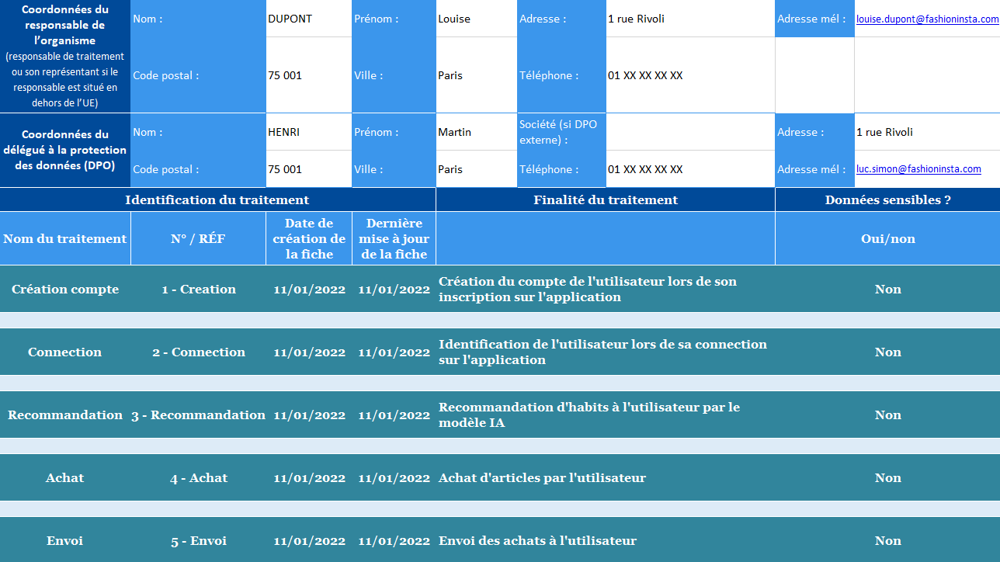 Coordonnées du
responsable de
l’organisme
(responsable de traitement
ou son représentant si le
responsable est situé en
dehors de l’UE)
Nom : DUPONT Prénom : Louise Adresse : 1 rue Rivoli Adresse mél : louise.dupont@fashioninsta.com
Code postal : 75 001 Ville : Paris Téléphone : 01 XX XX XX XX
Coordonnées du
délégué à la protection
des données (DPO)
Nom : HENRI Prénom : Martin Société (si DPO
externe) : Adresse : 1 rue Rivoli
Code postal : 75 001 Ville : Paris Téléphone : 01 XX XX XX XX Adresse mél : luc.simon@fashioninsta.com
Identification du traitement Finalité du traitement Données sensibles ?
Nom du traitement N° / RÉF Date de
création de
la fiche
Dernière
mise à jour
de la fiche
Oui/non
Création compte 1 - Creation 11/01/2022 11/01/2022 Création du compte de l'utilisateur lors de son
inscription sur l'application Non
Connection 2 - Connection 11/01/2022 11/01/2022 Identification de l'utilisateur lors de sa connection
sur l'application Non
Recommandation 3 - Recommandation 11/01/2022 11/01/2022 Recommandation d'habits à l'utilisateur par le
modèle IA Non
Achat 4 - Achat 11/01/2022 11/01/2022 Achat d'articles par l'utilisateur Non
Envoi 5 - Envoi 11/01/2022 11/01/2022 Envoi des achats à l'utilisateur Non